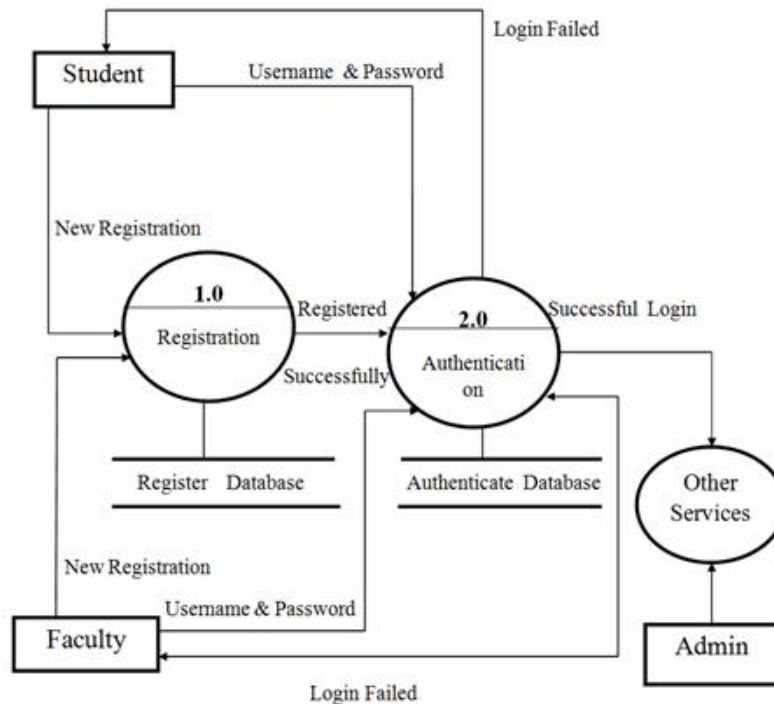 Login Failed
Student
Username & Password
New Registration
1.0
Registered
2.0
Successful Login
Registration
Successfully
Authenticati
on
Register Database
Authenticate Database
Other
Services
New Registration
Username & Password
Faculty
Admin
Login Failed